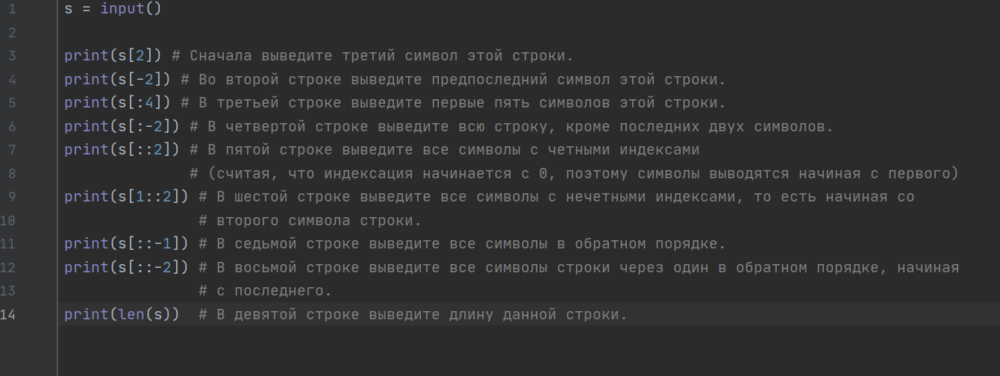 1 s = input()
2
3 print(s[2]) # Сначала выведите третий символ этой строки.
4 print(s[-2]) # Во второй строке выведите предпоследний символ этой строки.
5 print(s[:4]) # В третьей строке выведите первые пять символов этой строки.
6 print(s[:-2]) # В четвертой строке выведите всю строку, кроме последних двух символов.
7 print(s[::2]) # В пятой строке выведите все символы с четными индексами
8 # (считая, что индексация начинается с 0, поэтому символы выводятся начиная с первого)
9 print(s[1::2]) # В шестой строке выведите все символы с нечетными индексами, то есть начиная со
10 # второго символа строки.
11 print(s[::-1]) # В седьмой строке выведите все символы в обратном порядке.
12 print(s[::-2]) # В восьмой строке выведите все символы строки через один в обратном порядке, начиная
13 # с последнего.
14 print(len(s)) # В девятой строке выведите длину данной строки.